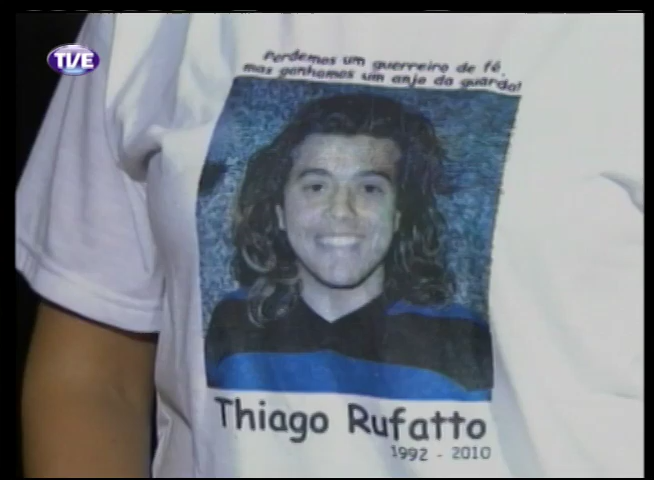 TVE
Perdemos um guerreiro de fé,
mas ganhamos um anjo da guarda!
Thiago Rufatto
1992 - 2010